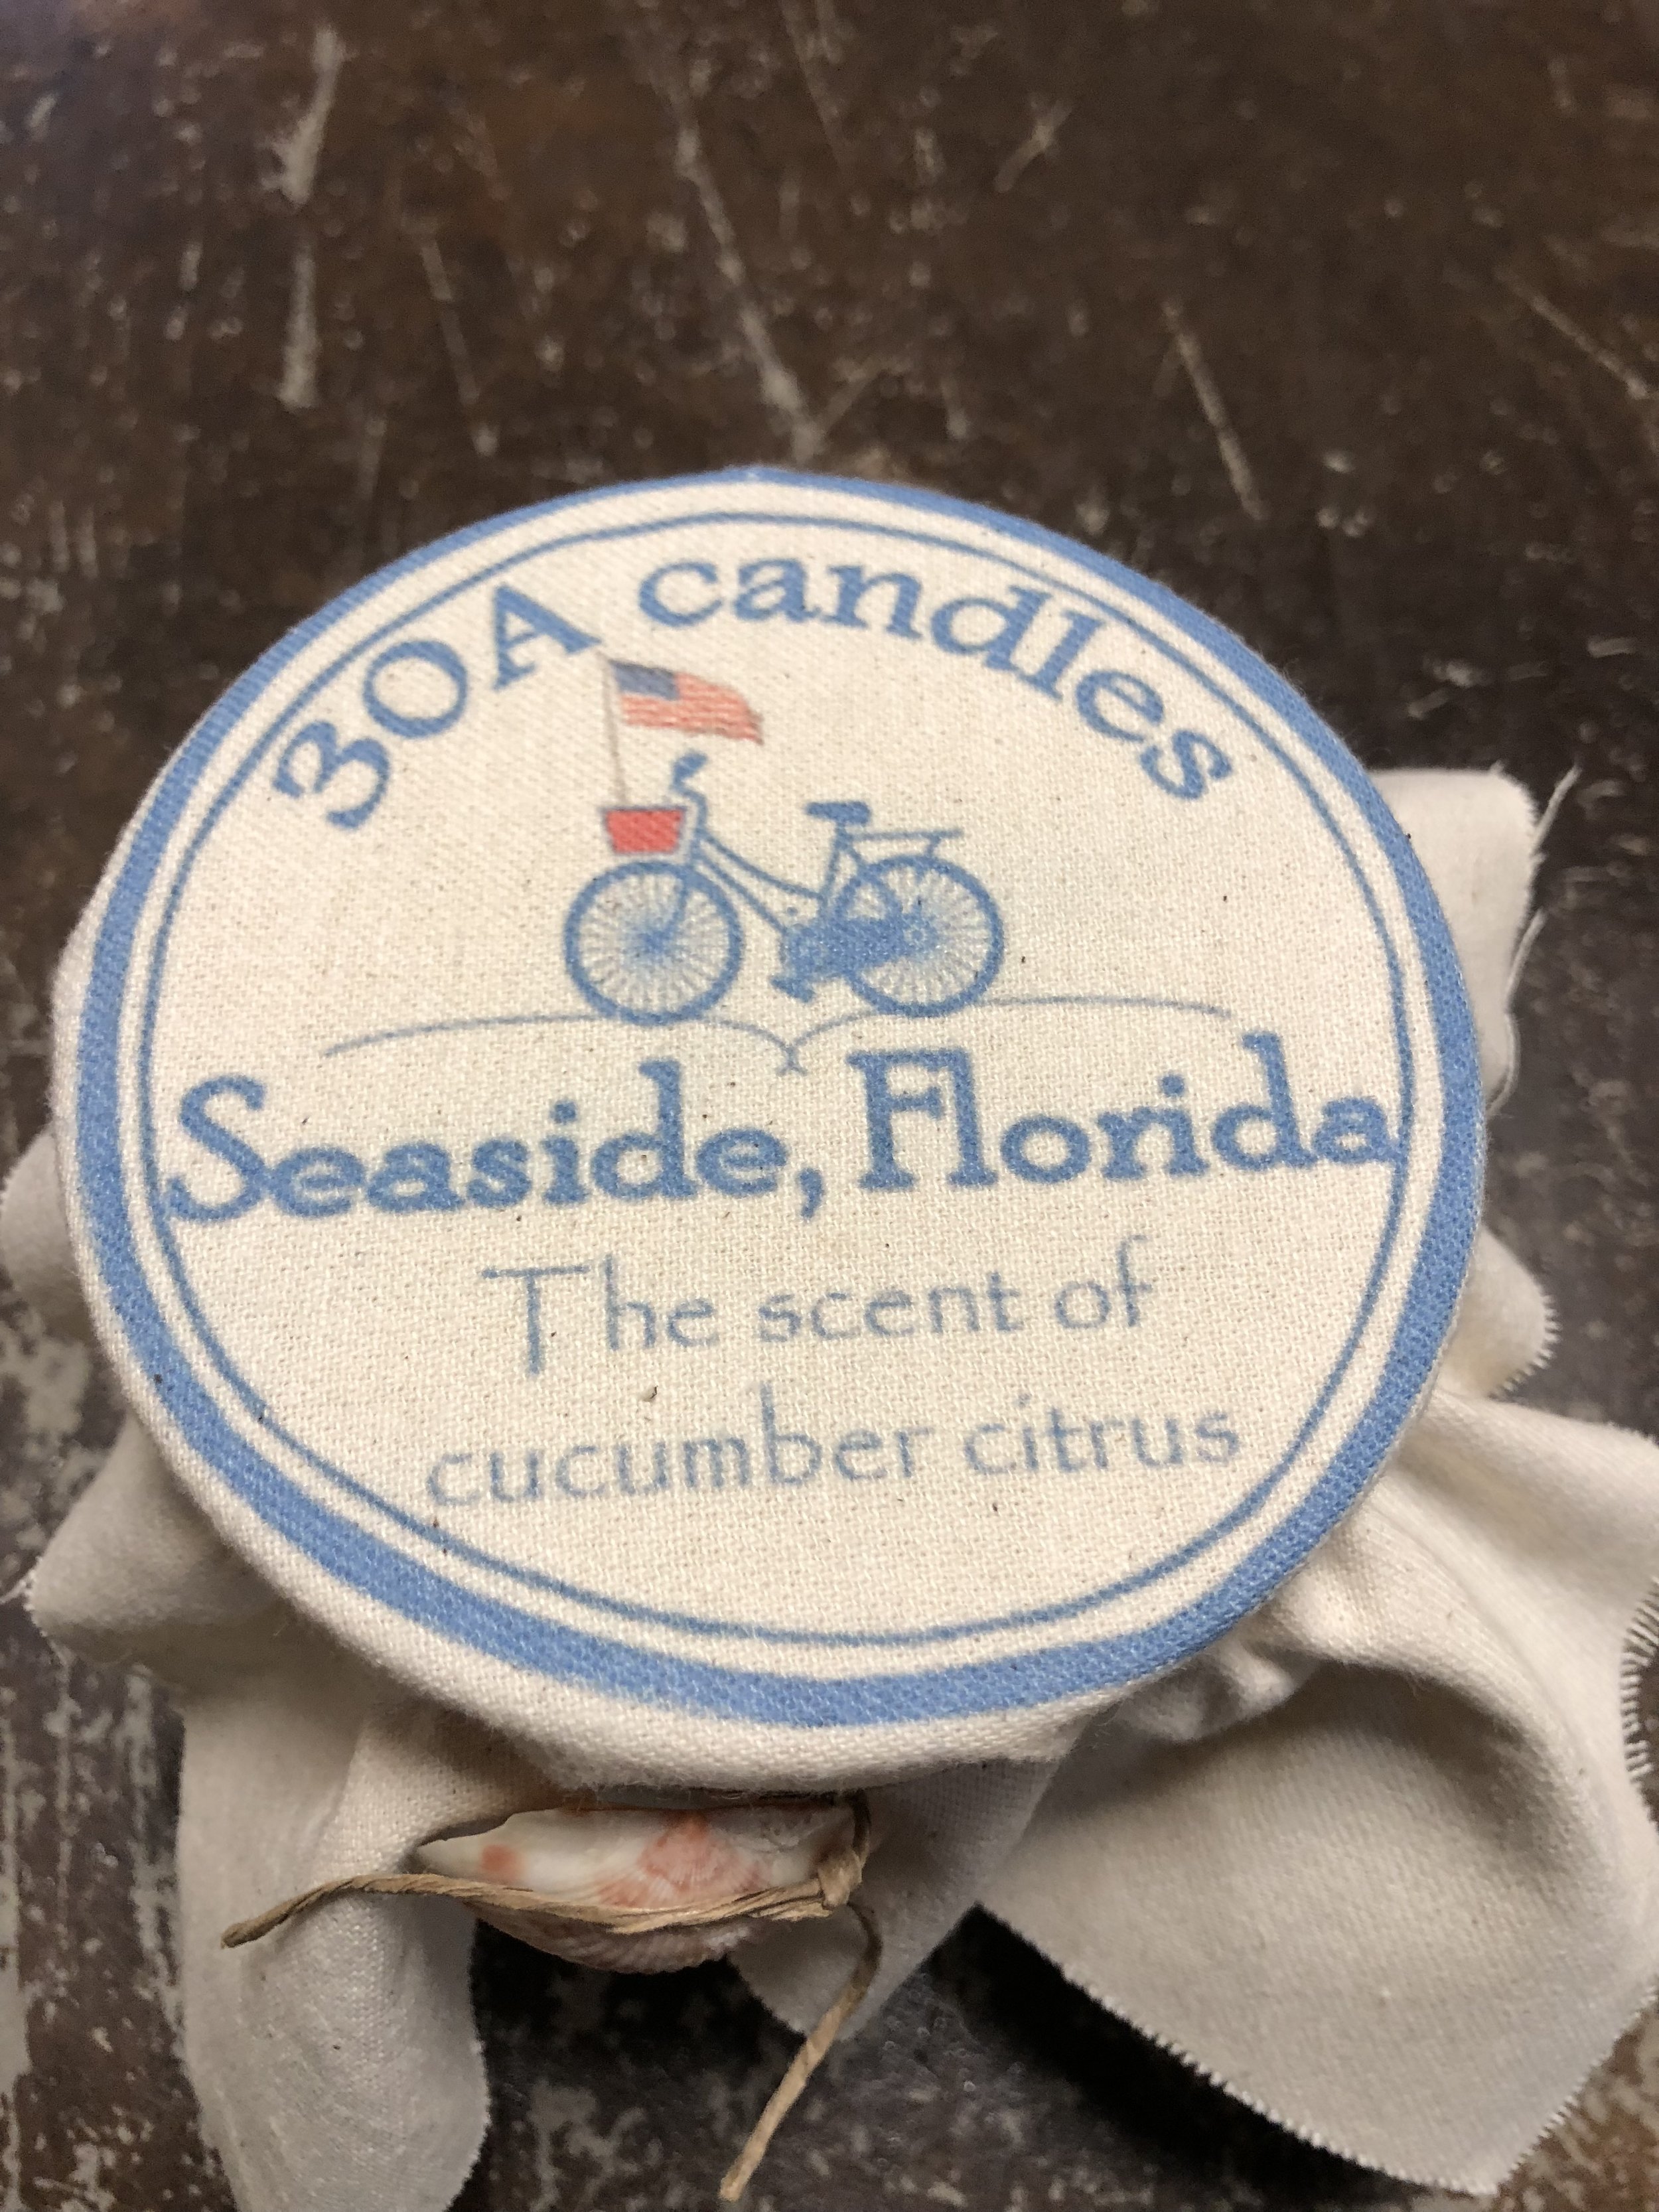 30A candles
Seaside, Florida
The scent of
cucumber citrus